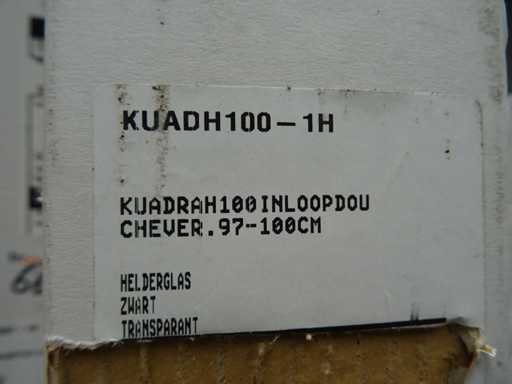 KUADH100-1H
KUADRAH100INLOOPDOU
CHEVER.97-100CM
HELDERGLAS
ZWART
TRANSPARANT